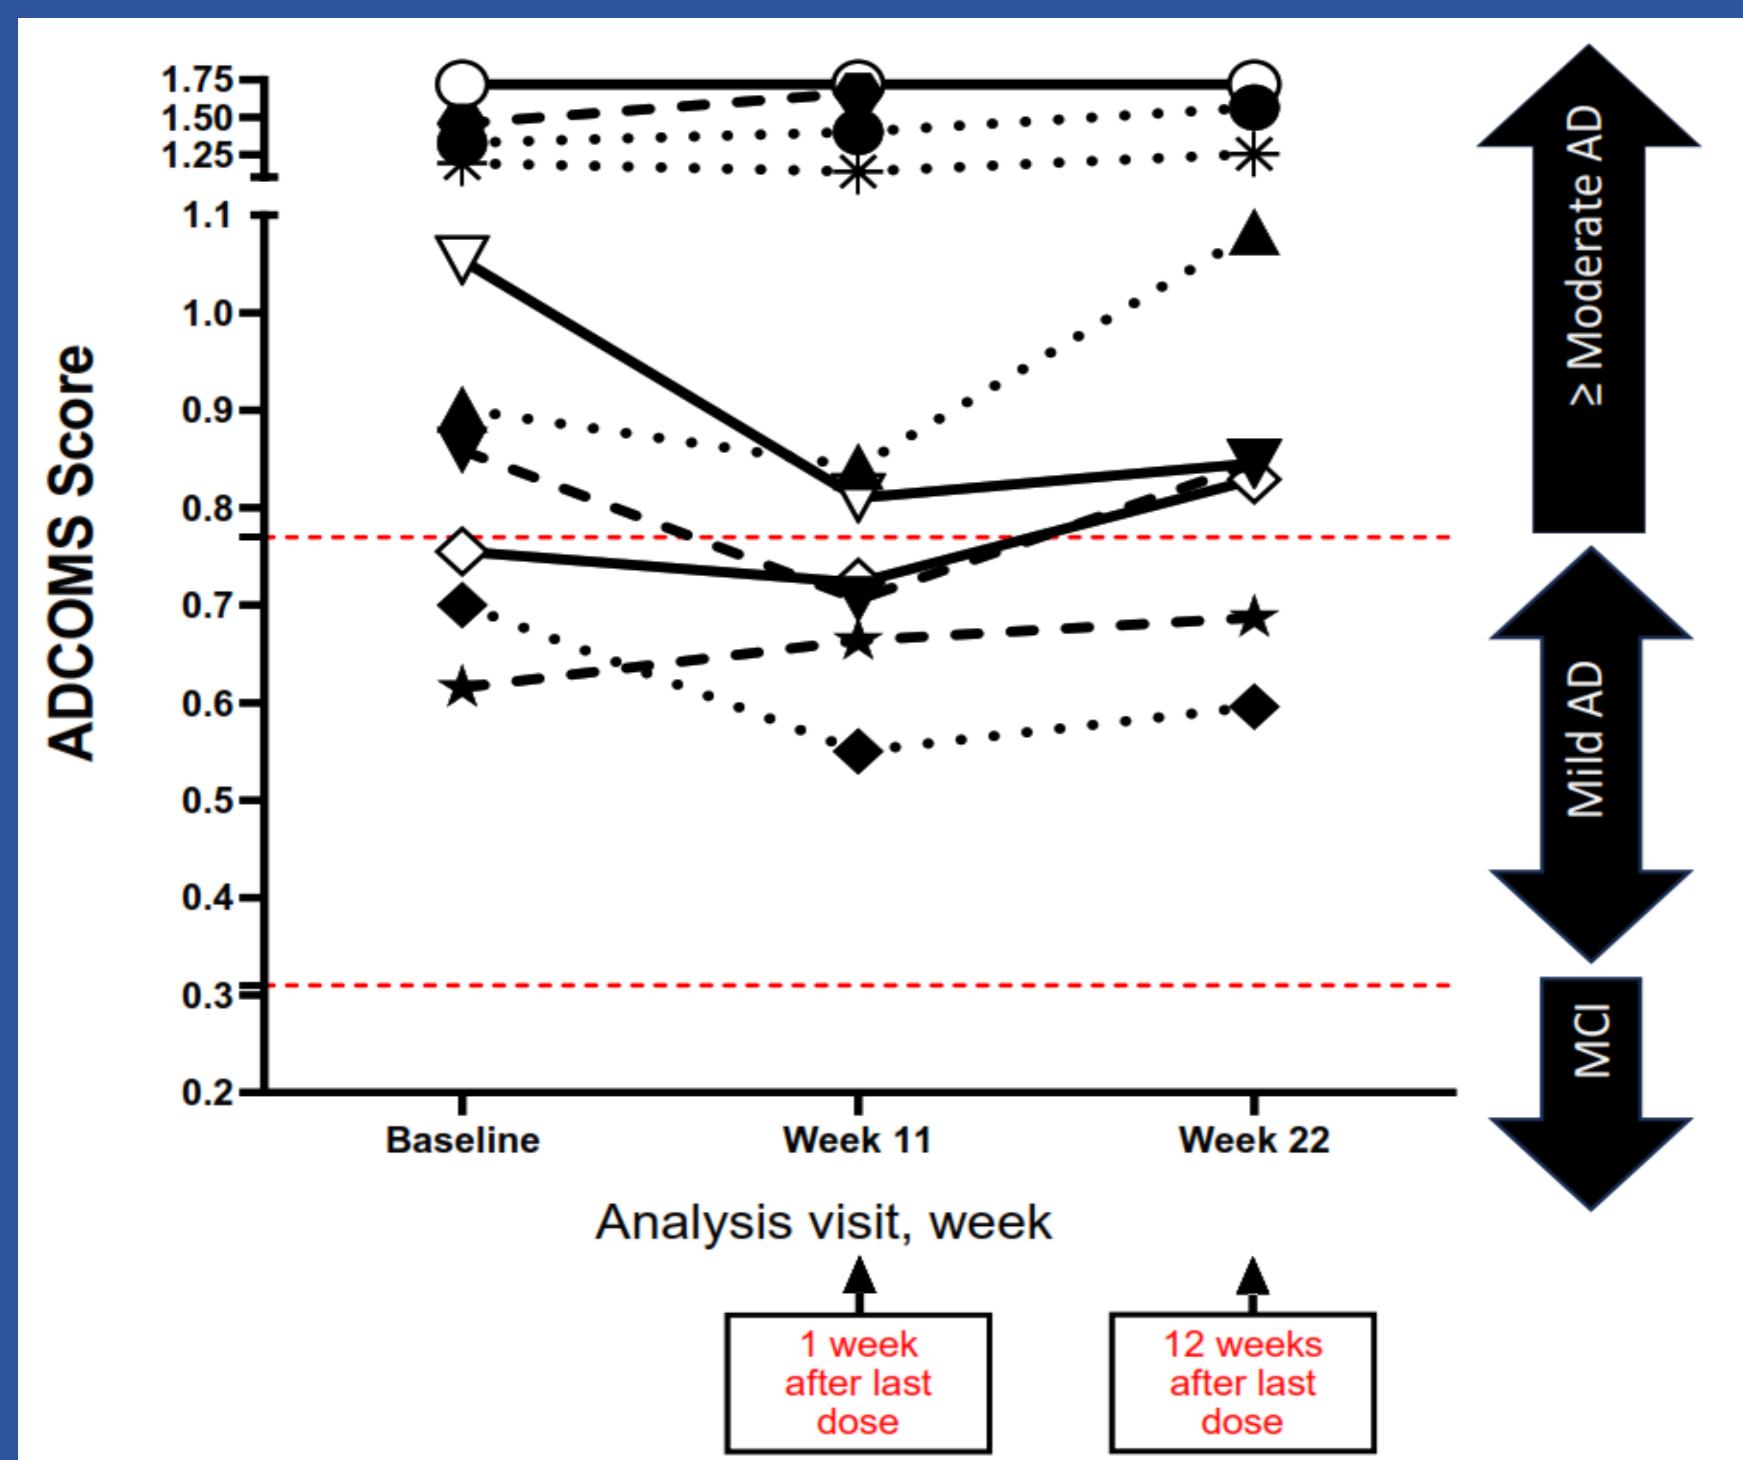 1.75
1.50
1.25
1.1
1.0
0.9
0.8
0.7
0.6
0.5
0.4
0.3
0.2
ADCOMS Score
Baseline
Week 11
Week 22
Analysis visit, week
1 week
after last
dose
12 weeks
after last
dose
≥ Moderate AD
Mild AD
MCI